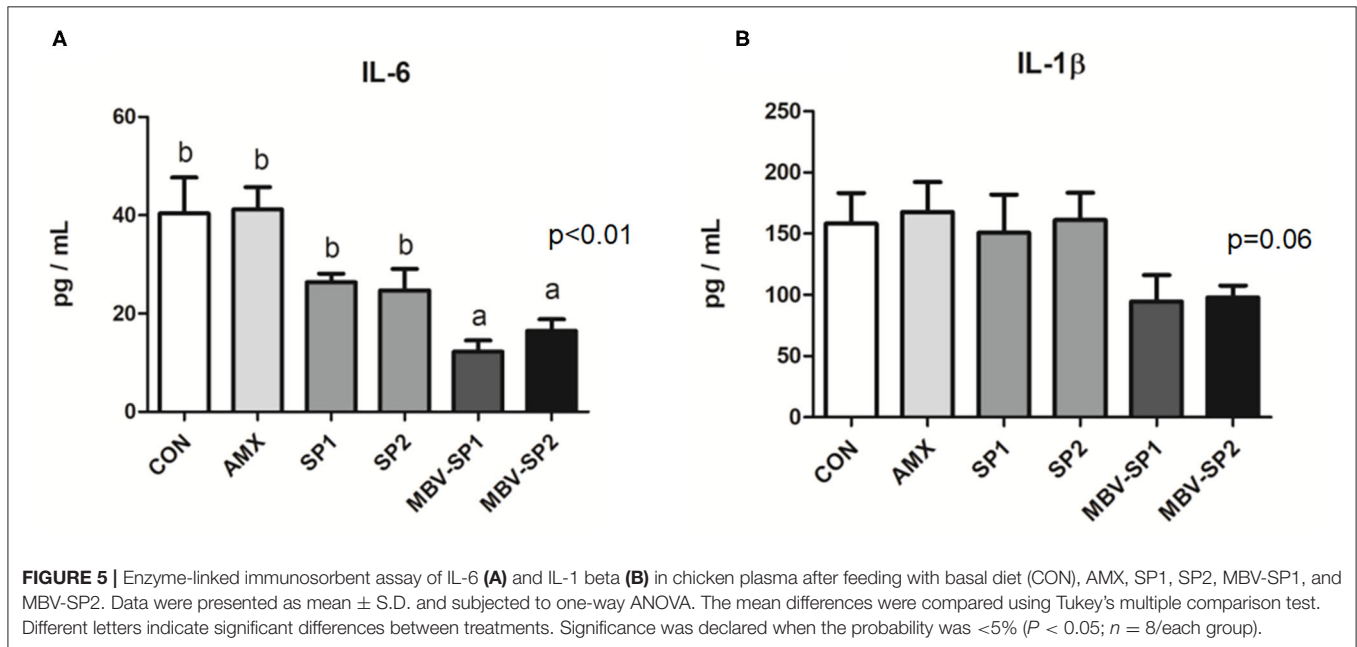 A
IL-6
60
40
20
0
pg / mL
b
b
b
b
a
a
p<0.01
CON
AMX
SP1
SP2
MBV-SP1
MBV-SP2
B
IL-1β
250
200
150
100
50
0
pg / mL
p=0.06
CON
AMX
SP1
SP2
MBV-SP1
MBV-SP2
FIGURE 5 | Enzyme-linked immunosorbent assay of IL-6 (A) and IL-1 beta (B) in chicken plasma after feeding with basal diet (CON), AMX, SP1, SP2, MBV-SP1, and
MBV-SP2. Data were presented as mean ± S.D. and subjected to one-way ANOVA. The mean differences were compared using Tukey's multiple comparison test.
Different letters indicate significant differences between treatments. Significance was declared when the probability was <5% (P < 0.05; n = 8/each group).